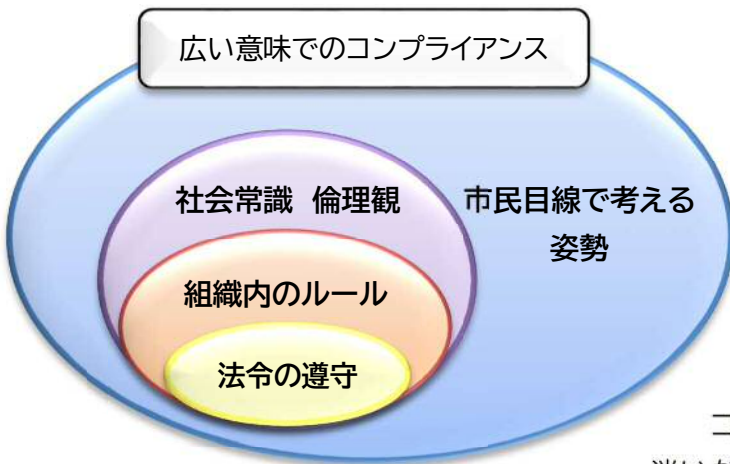 広い意味でのコンプライアンス
社会常識 倫理観
市民目線で考える
姿勢
組織内のルール
法令の遵守